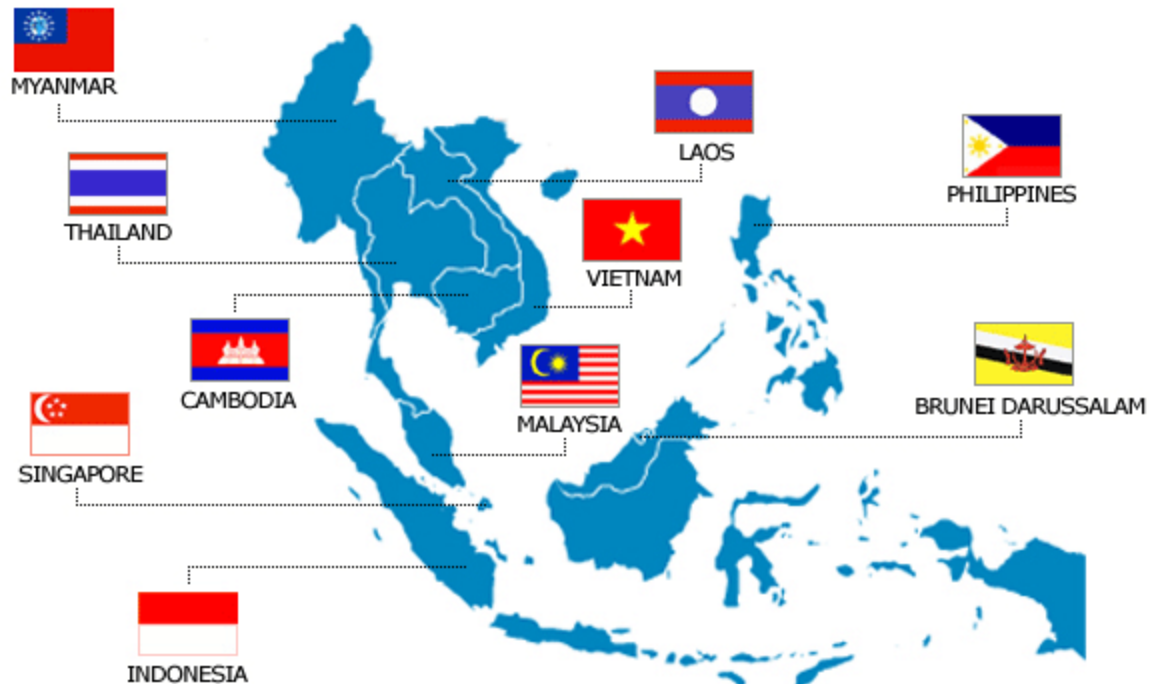 MYANMAR
LAOS
PHILIPPINES
THAILAND
VIETNAM
CAMBODIA
MALAYSIA
BRUNEI DARUSSALAM
SINGAPORE
INDONESIA